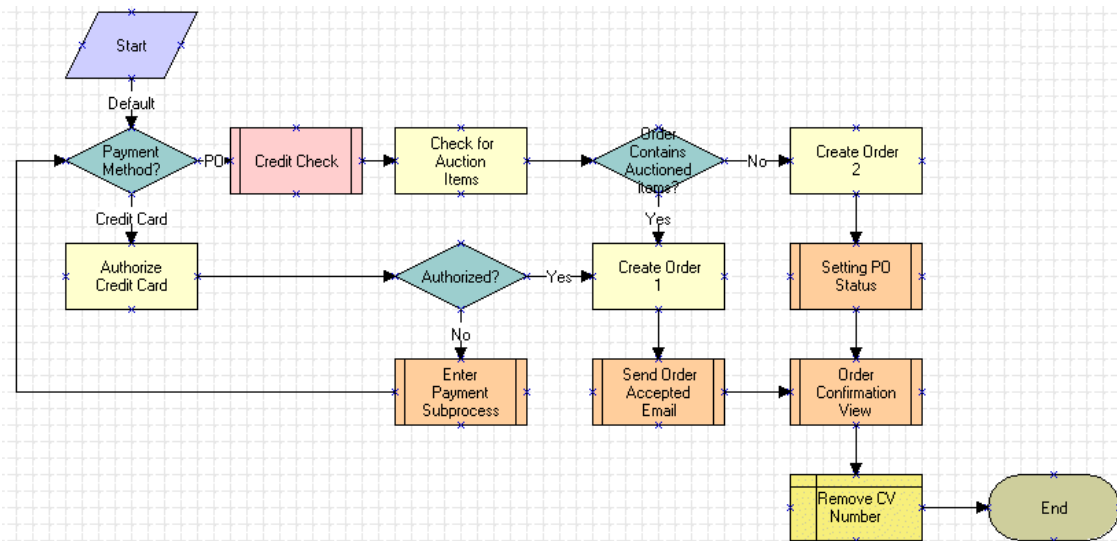 Start
Default
Payment
Method?
PO
Credit Check
Check for
Auction
Items
Order
Contains
Auctioned
Items?
No
Create Order
2
Credit Card
Yes
Authorize
Credit Card
Authorized?
Yes
Create Order
1
Setting PO
Status
No
Enter
Payment
Subprocess
Send Order
Accepted
Email
Order
Confirmation
View
Remove CV
Number
End